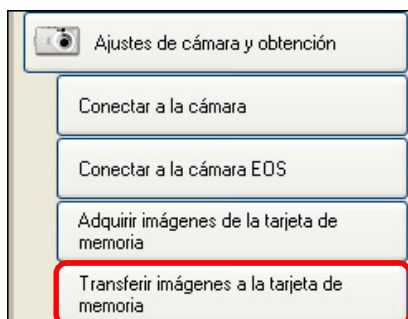 Ajustes de cámara y obtención
Conectar a la cámara
Conectar a la cámara EOS
Adquirir imágenes de la tarjeta de
memoria
Transferir imágenes a la tarjeta de
memoria